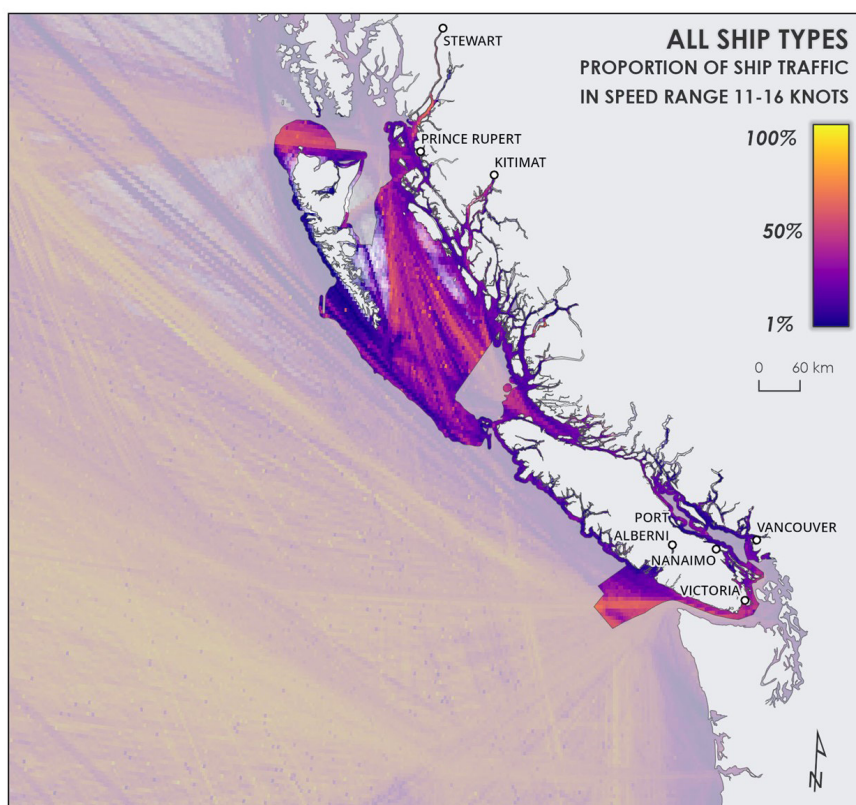 ALL SHIP TYPES
PROPORTION OF SHIP TRAFFIC
IN SPEED RANGE 11-16 KNOTS
100%
50%
1%
0 60 km
STEWART
PRINCE RUPERT
KITIMAT
PORT
ALBERNI
VANCOUVER
NANAIMO
VICTORIA
N